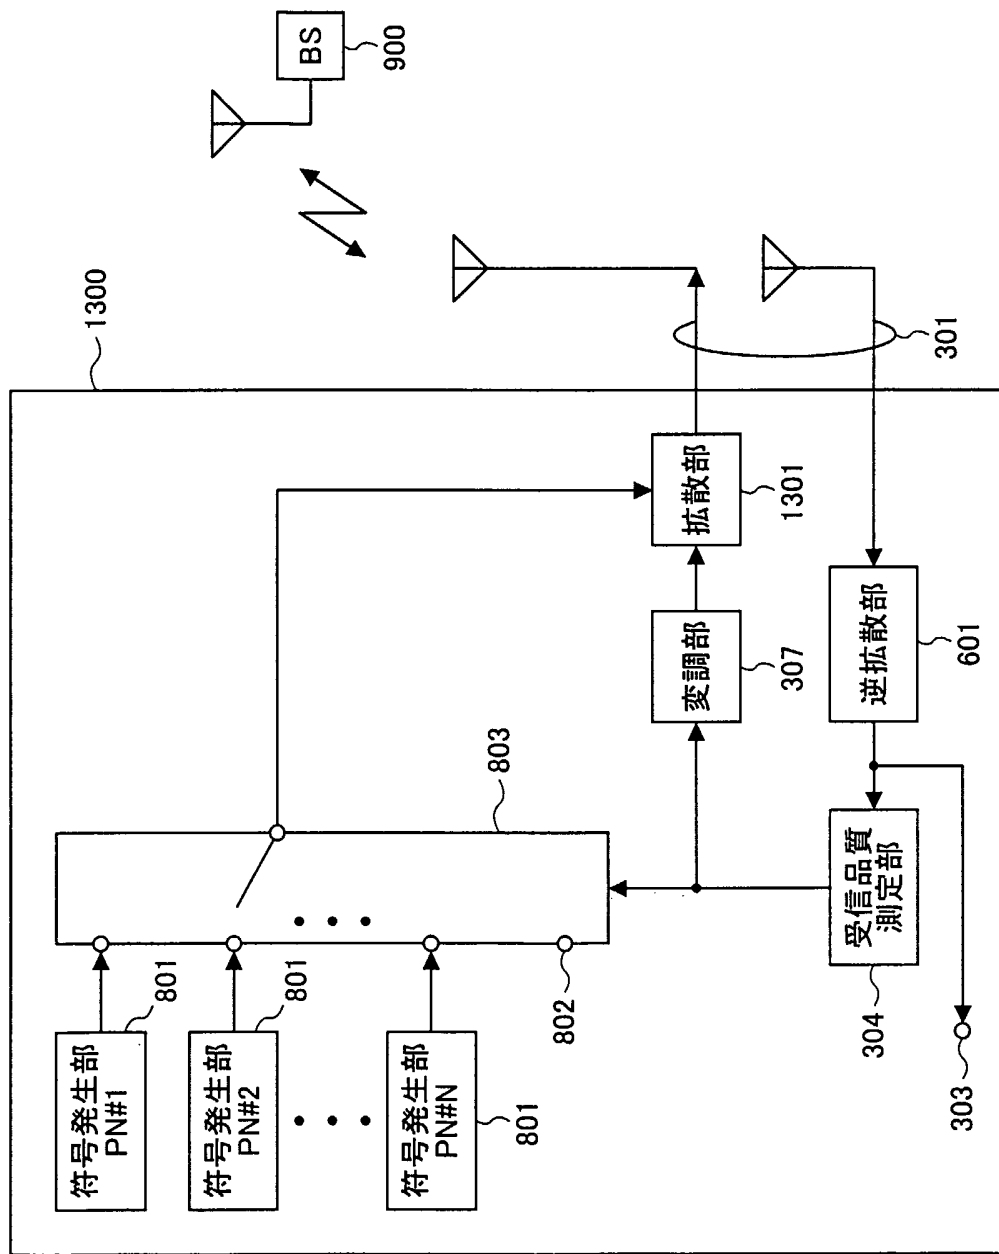 符号発生部
PN#1
801
符号発生部
PN#2
801
符号発生部
PN#N
801
802
803
1300
BS
900
受信品質
測定部
304
変調部
307
拡散部
1301
逆拡散部
601
301
303